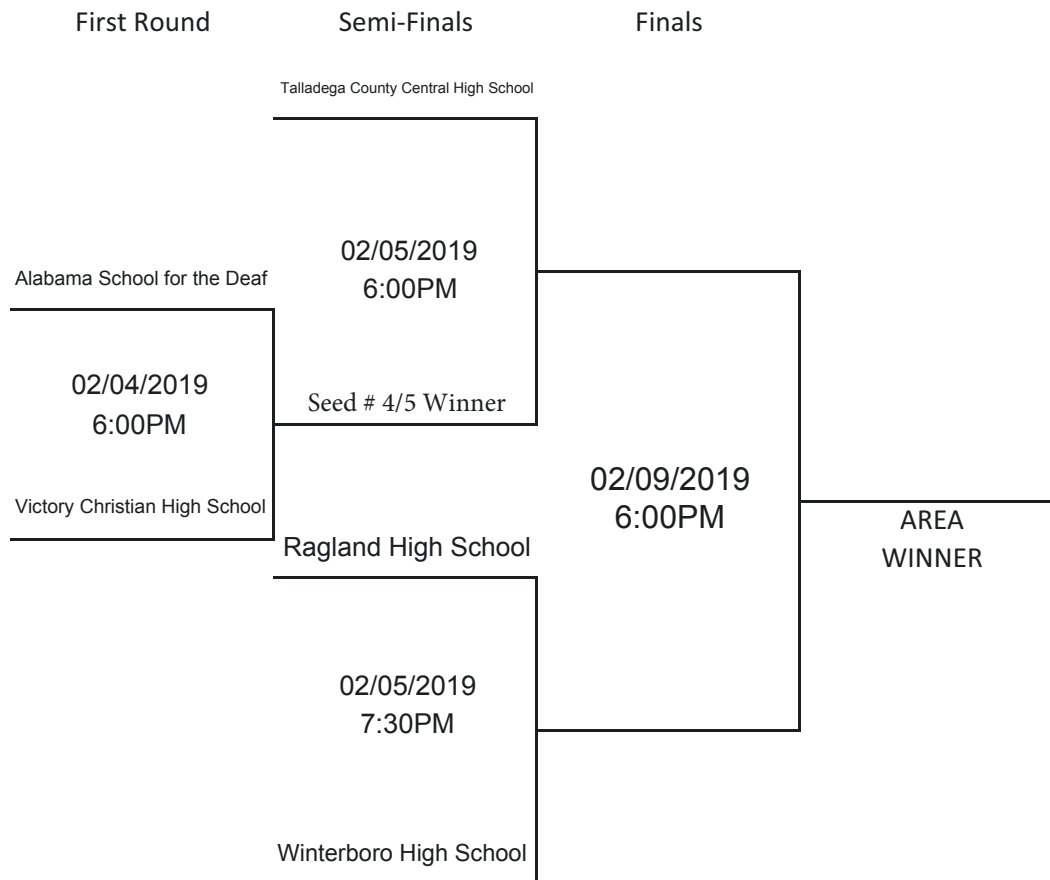 First Round
Semi-Finals
Finals
Talladega County Central High School
02/05/2019
6:00PM
Alabama School for the Deaf
02/04/2019
6:00PM
Seed # 4/5 Winner
Victory Christian High School
02/09/2019
6:00PM
AREA
WINNER
Ragland High School
02/05/2019
7:30PM
Winterboro High School